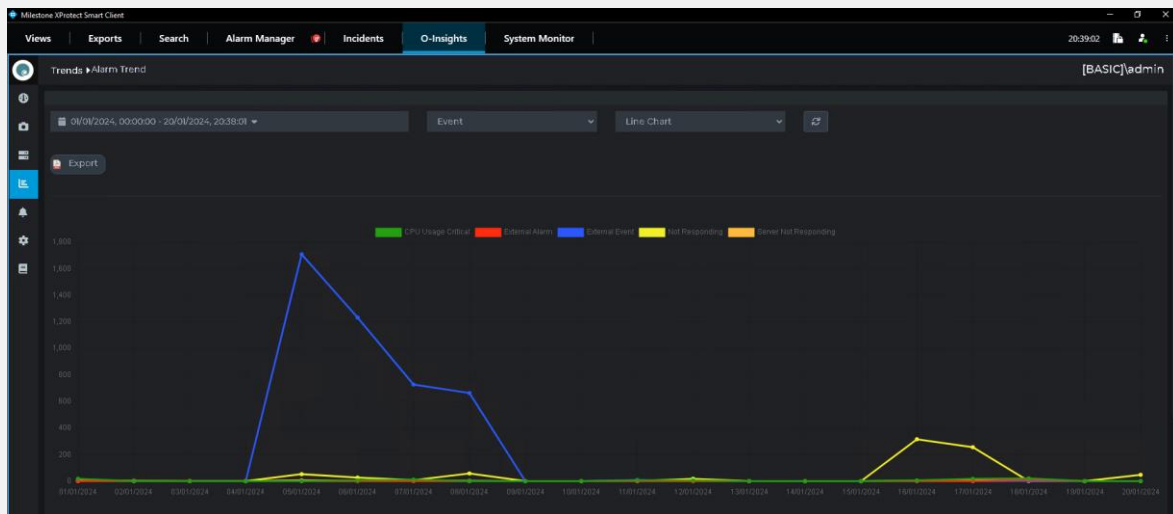 Milestone XProtect Smart Client
Views Exports Search Alarm Manager Incidents O-Insights System Monitor 20:39:02
Trends Alarm Trend [BASIC]\admin
01/01/2024, 00:00:00 - 20/01/2024, 20:38:01 Event Line Chart
Export
CPU Usage Critical External Alarm External Event Not Responding Server Not Responding
1,800
1,600
1,400
1,200
1,000
800
600
400
200
0
01/01/2024 02/01/2024 03/01/2024 04/01/2024 05/01/2024 06/01/2024 07/01/2024 08/01/2024 09/01/2024 10/01/2024 11/01/2024 12/01/2024 13/01/2024 14/01/2024 15/01/2024 16/01/2024 17/01/2024 18/01/2024 19/01/2024 20/01/2024